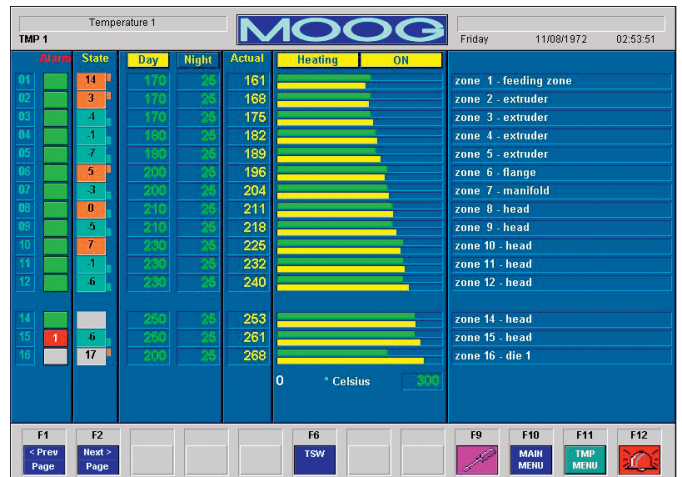 Temperature 1
TMP 1
MOOG
Friday 11/08/1972 02:53:51
Alarm State Day Night Actual Heating ON
01 14 170 25 161 zone 1 - feeding zone
02 3 170 25 168 zone 2 - extruder
03 -4 170 25 175 zone 3 - extruder
04 -1 180 25 182 zone 4 - extruder
05 -7 180 25 189 zone 5 - extruder
06 5 200 25 196 zone 6 - flange
07 -3 200 25 204 zone 7 - manifold
08 0 210 25 211 zone 8 - head
09 -5 210 25 218 zone 9 - head
10 7 230 25 225 zone 10 - head
11 -1 230 25 232 zone 11 - head
12 -6 230 25 240 zone 12 - head
14 250 25 253 zone 14 - head
15 1 -6 250 25 261 zone 15 - head
16 17 200 25 268 zone 16 - die 1
0 ° Celsius 300
F1 F2 F6 F9 F10 F11 F12
< Prev Next > TSW MAIN TMP
Page Page MENU MENU